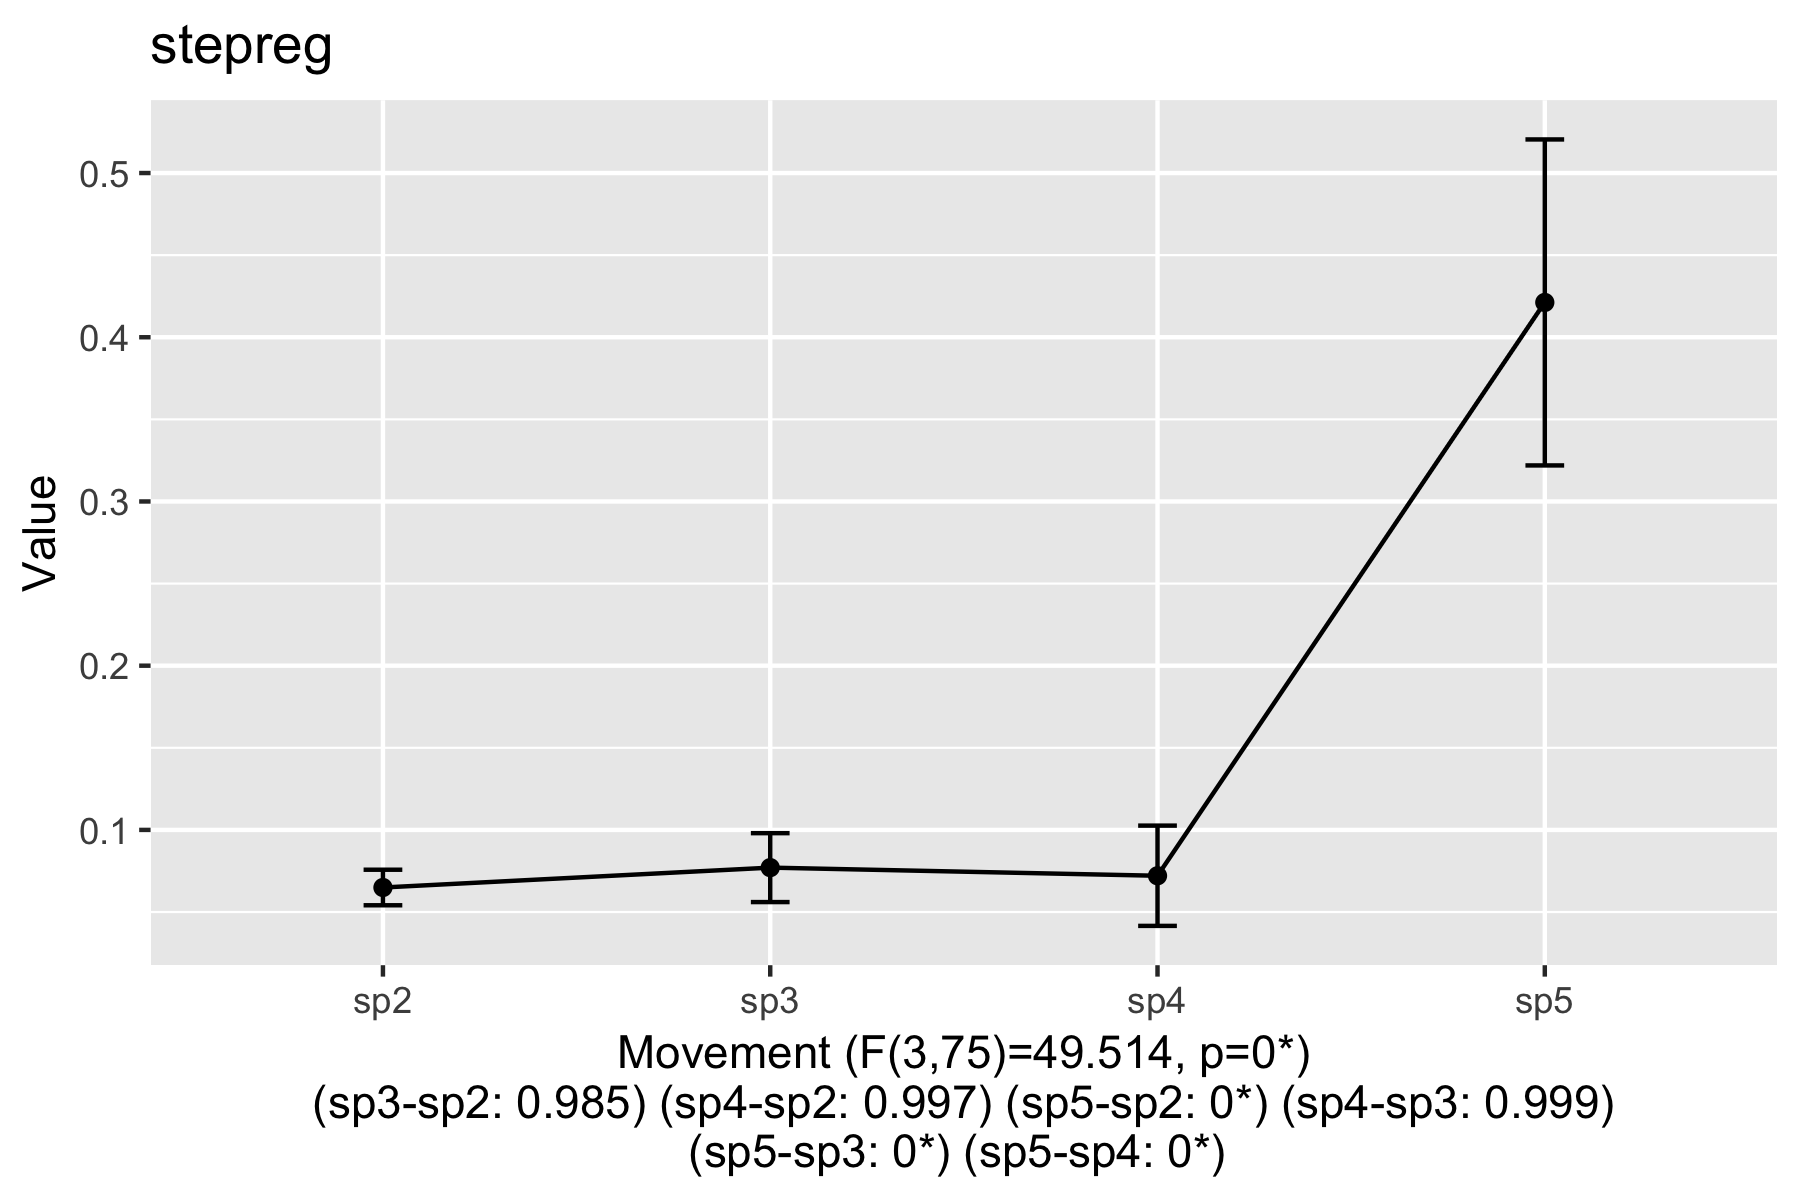 stepreg
0.5
0.4
0.3
0.2
0.1
Value
sp2 sp3 sp4 sp5
Movement (F(3,75)=49.514, p=0*)
(sp3-sp2: 0.985) (sp4-sp2: 0.997) (sp5-sp2: 0*) (sp4-sp3: 0.999)
(sp5-sp3: 0*) (sp5-sp4: 0*)